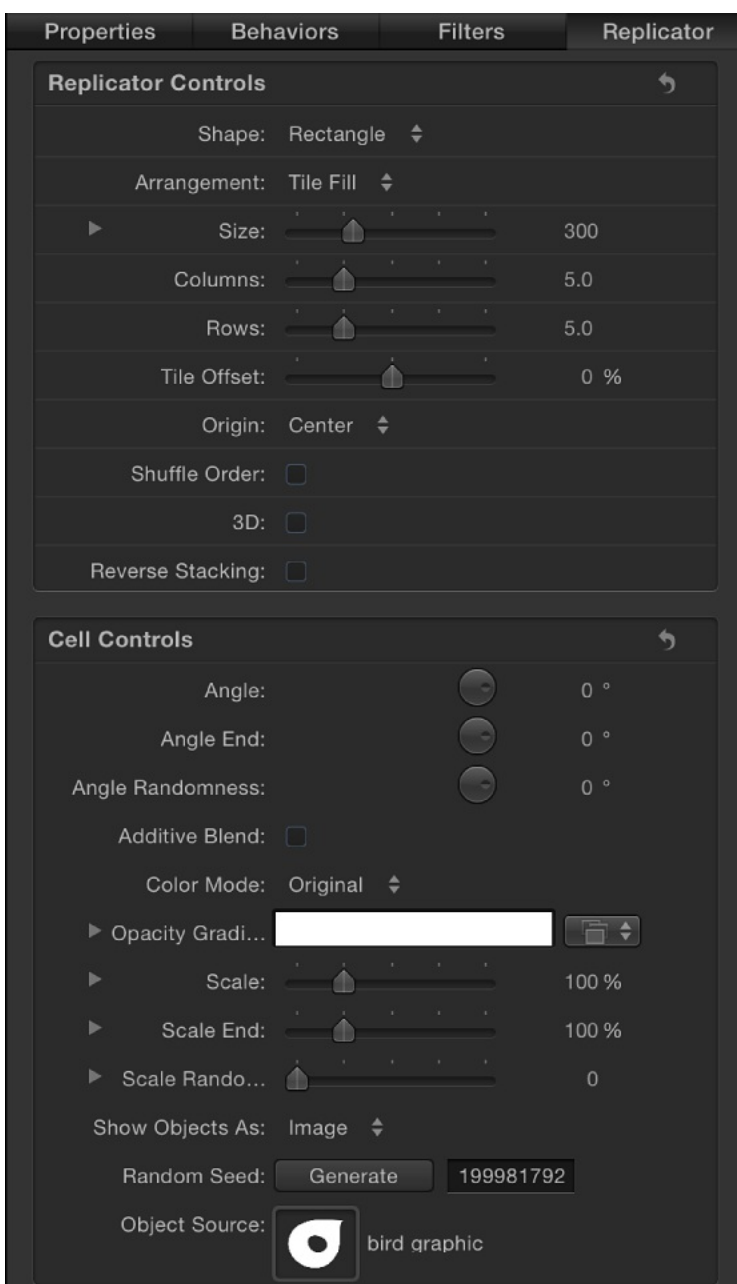 Properties Behaviors Filters Replicator
Replicator Controls
Shape: Rectangle
Arrangement: Tile Fill
Size: 300
Columns: 5.0
Rows: 5.0
Tile Offset: 0 %
Origin: Center
Shuffle Order:
3D:
Reverse Stacking:
Cell Controls
Angle: 0 °
Angle End: 0 °
Angle Randomness: 0 °
Additive Blend:
Color Mode: Original
Opacity Gradi...
Scale: 100 %
Scale End: 100 %
Scale Rando... 0
Show Objects As: Image
Random Seed: Generate 199981792
Object Source: bird graphic